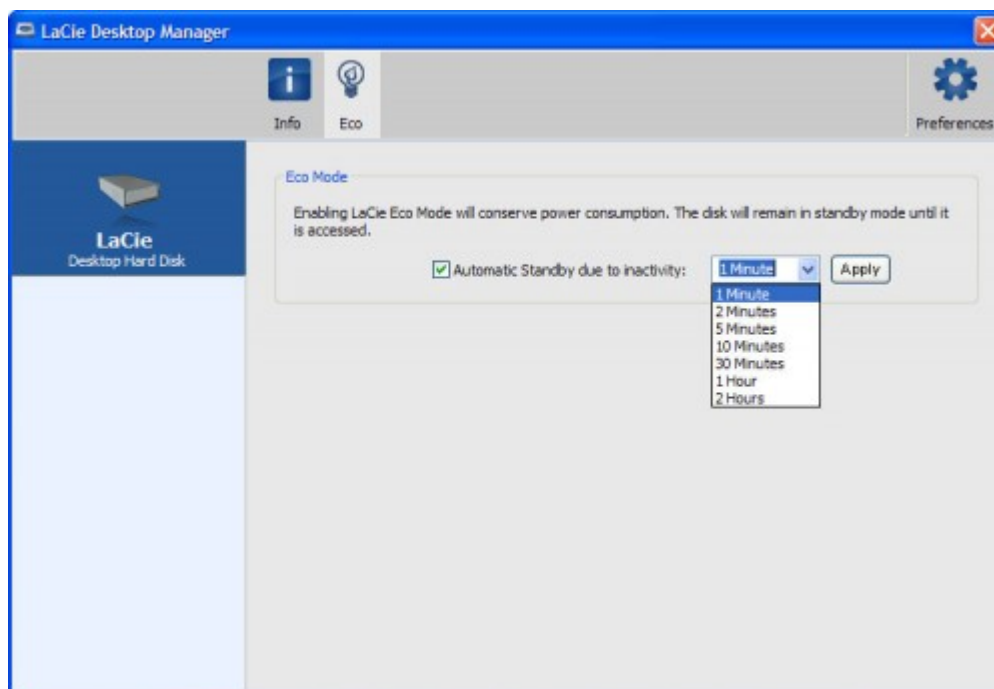 LaCie Desktop Manager
Info
Eco
Preferences
LaCie
Desktop Hard Disk
Eco Mode
Enabling LaCie Eco Mode will conserve power consumption. The disk will remain in standby mode until it
is accessed.
Automatic Standby due to inactivity:
1 Minute
Apply
1 Minute
2 Minutes
5 Minutes
10 Minutes
30 Minutes
1 Hour
2 Hours